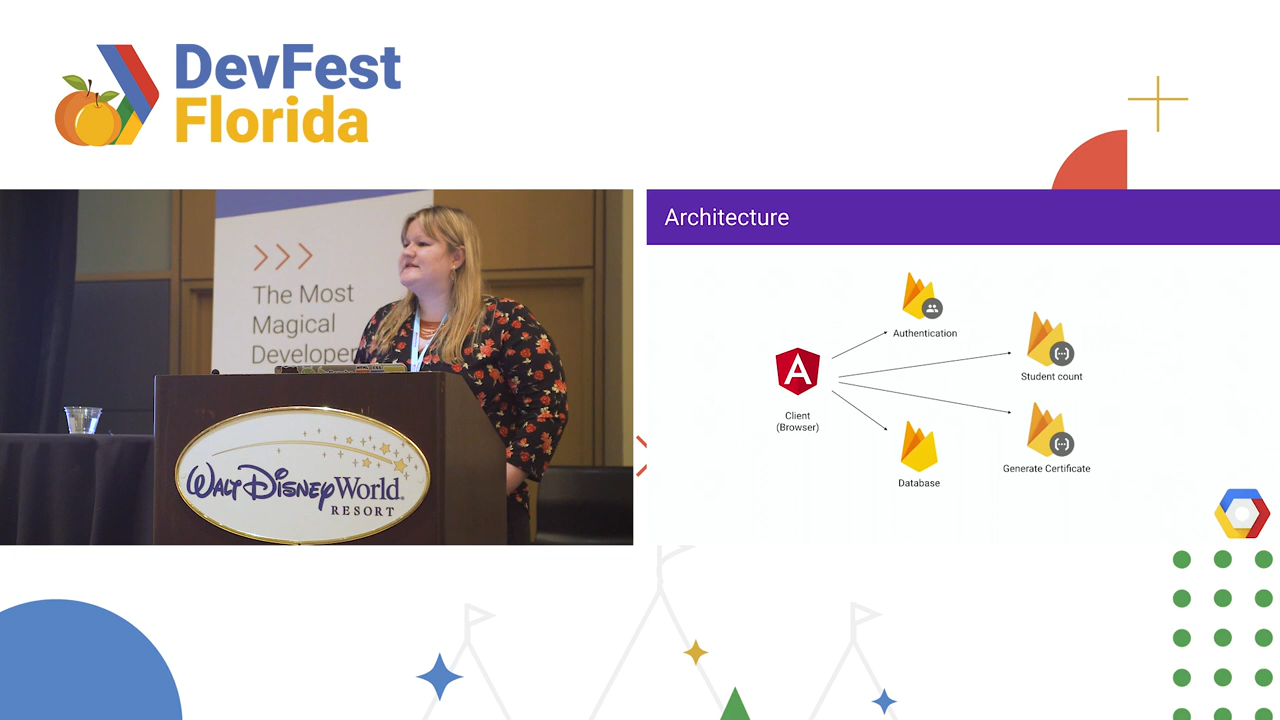 DevFest
Florida
>>>
The Most
Magical
Developer
Walt Disney World
RESORT
Architecture
Authentication
Student count
Client
(Browser)
Generate Certificate
Database